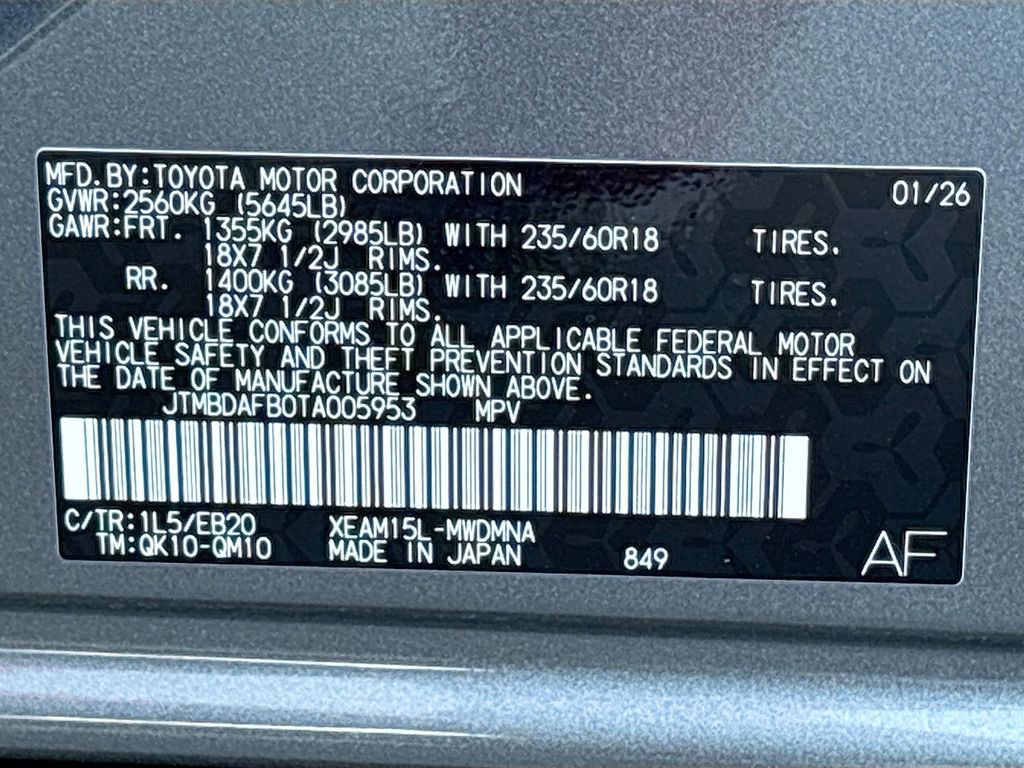 MFD.BY:TOYOTA MOTOR CORPORATION 01/26
GVWR:2560KG (5645LB)
GAWR:FRT. 1355KG (2985LB) WITH 235/60R18 TIRES.
18X7 1/2J RIMS.
RR. 1400KG (3085LB) WITH 235/60R18 TIRES.
18X7 1/2J RIMS.
THIS VEHICLE CONFORMS TO ALL APPLICABLE FEDERAL MOTOR
VEHICLE SAFETY AND THEFT PREVENTION STANDARDS IN EFFECT ON
THE DATE OF MANUFACTURE SHOWN ABOVE.
JTMBDAFB0TA005953 MPV
C/TR:1L5/EB20 XEAM15L-MWDMNA
TM:QK10-QM10 MADE IN JAPAN 849 AF